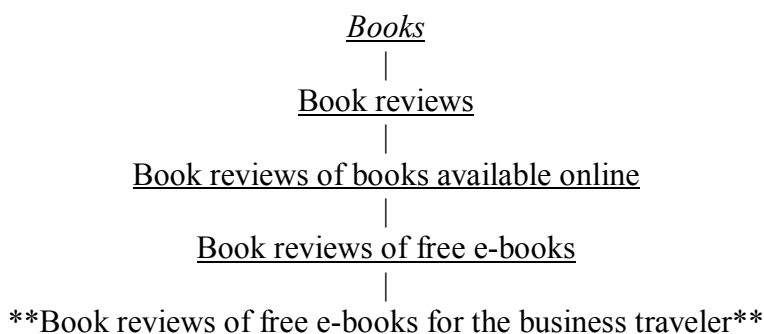 Books
|
Book reviews
|
Book reviews of books available online
|
Book reviews of free e-books
|
**Book reviews of free e-books for the business traveler**